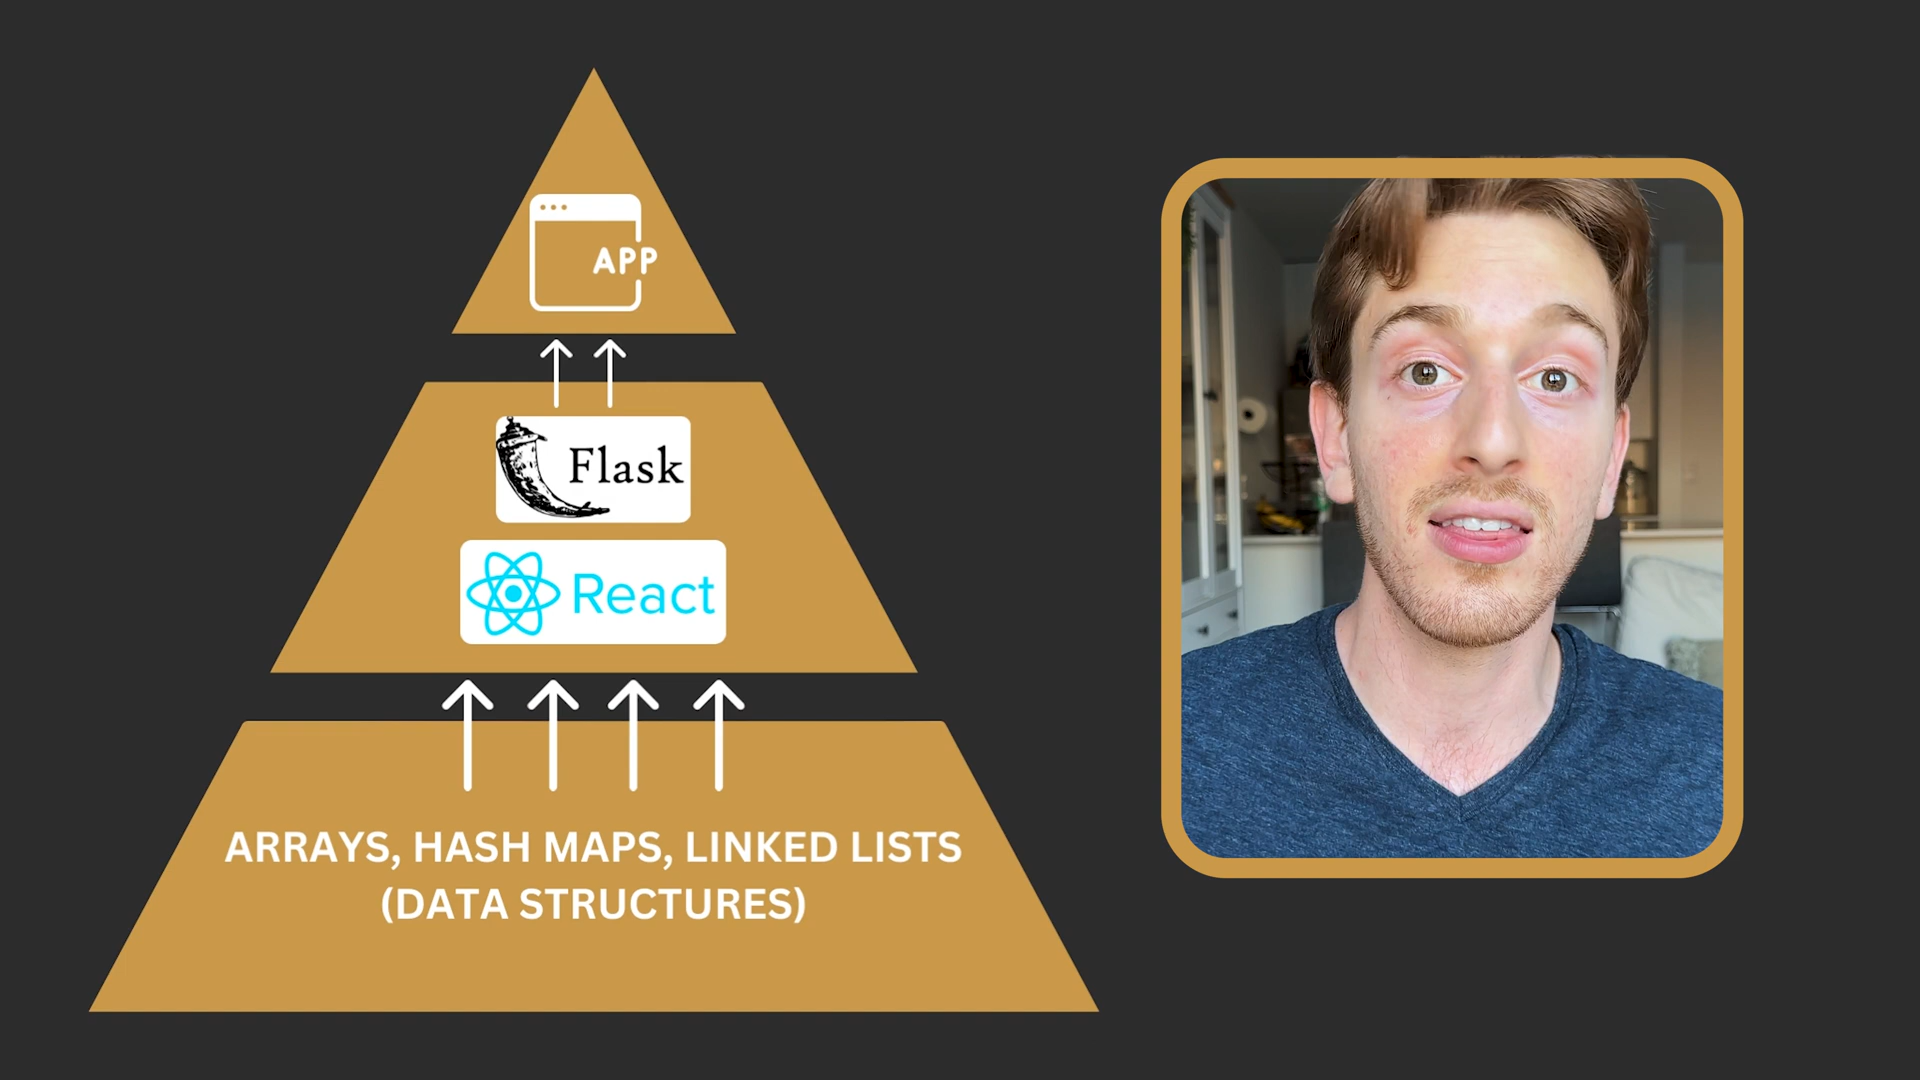 APP
Flask
React
ARRAYS, HASH MAPS, LINKED LISTS
(DATA STRUCTURES)